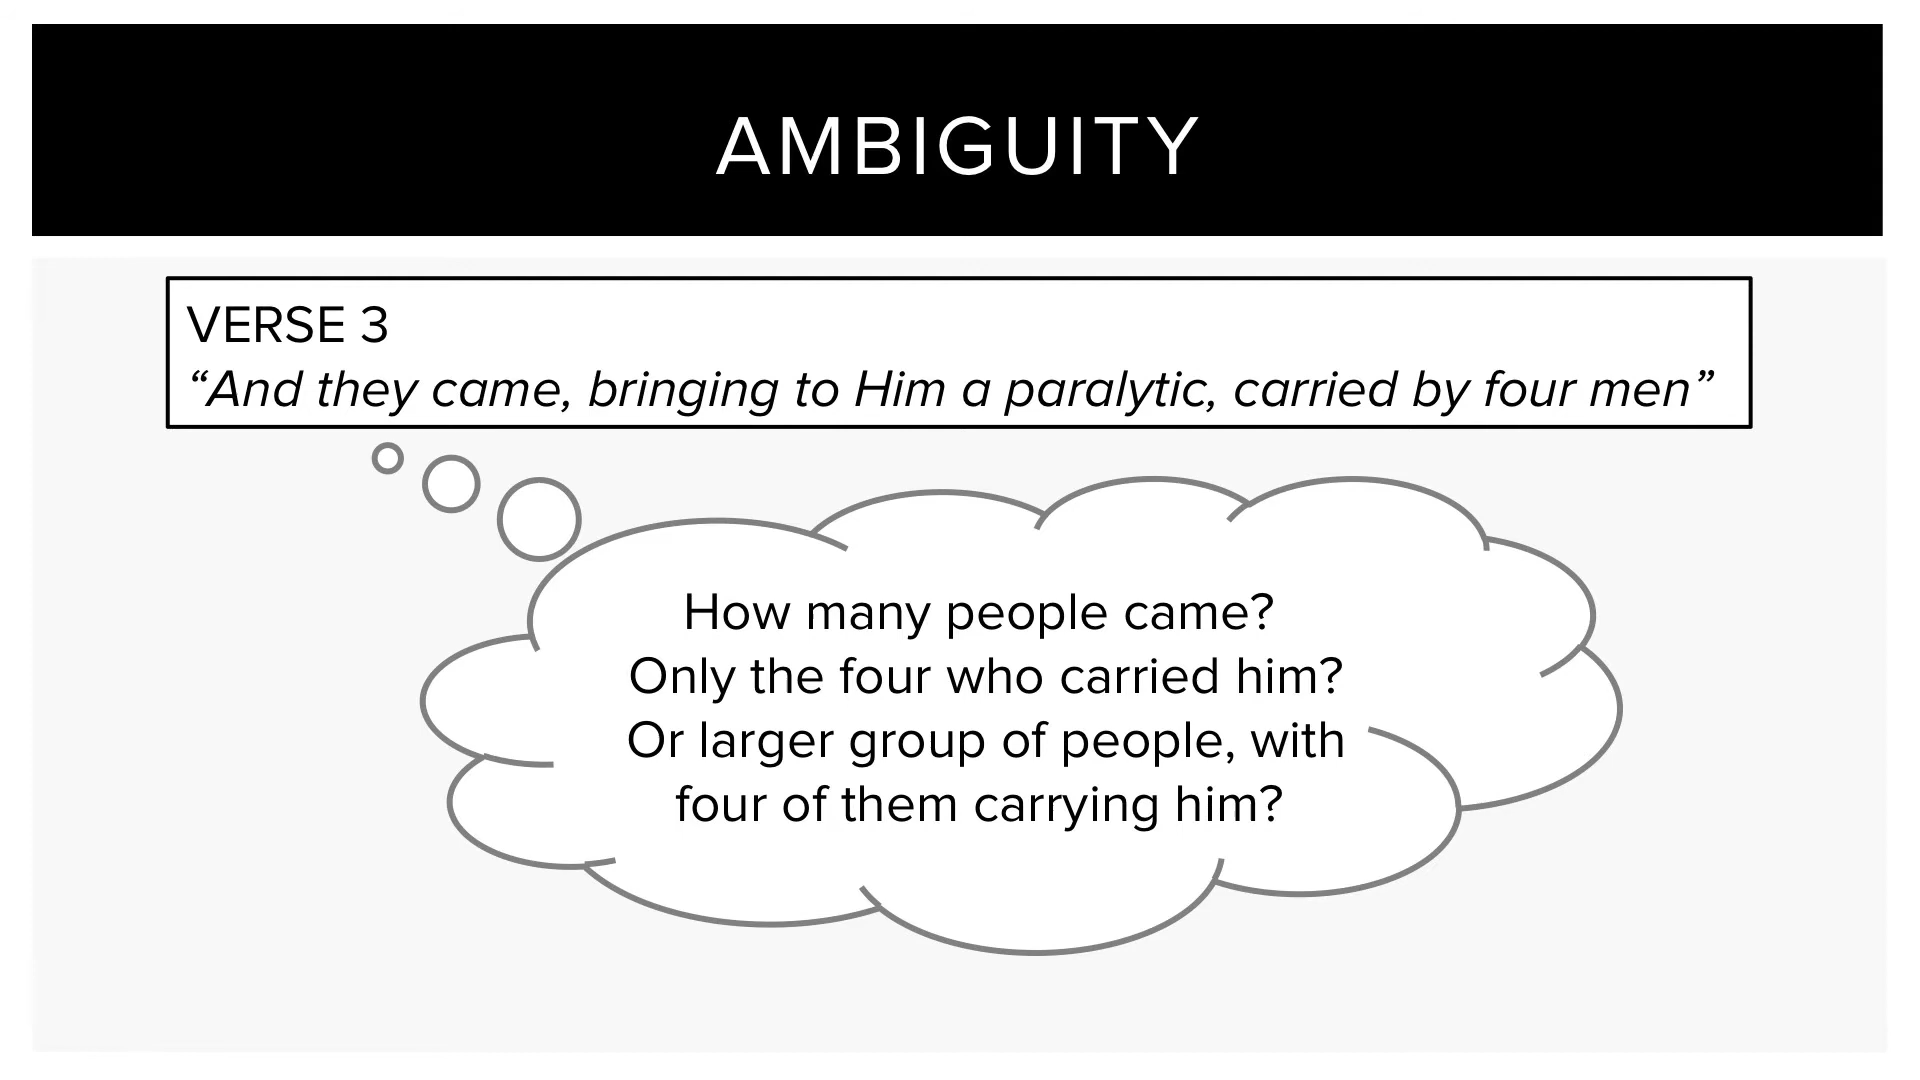 AMBIGUITY
VERSE 3
“And they came, bringing to Him a paralytic, carried by four men”
How many people came?
Only the four who carried him?
Or larger group of people, with
four of them carrying him?